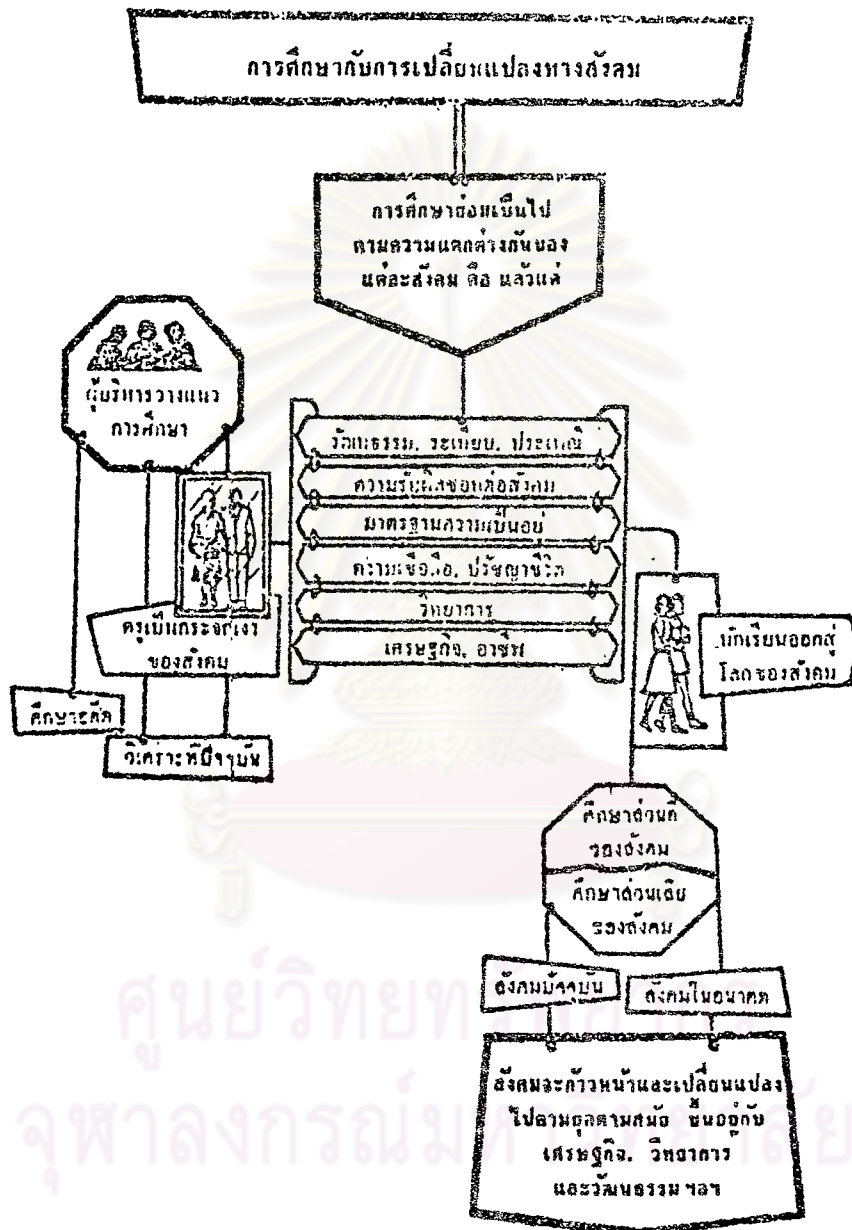 การศึกษากับการเปลี่ยนแปลงทางสังคม
การศึกษาย่อมเป็นไป
ตามความแตกต่างกันของ
แต่ละสังคม คือ แล้วแต่
ผู้บริหารวางแนว
การศึกษา
วัฒนธรรม, ระเบียบ, ประเพณี
ความรับผิดชอบต่อสังคม
มาตรฐานความเป็นอยู่
ความเชื่อถือ, ปรัชญาชีวิต
วิทยาการ
เศรษฐกิจ, อาชีพ
ครูเป็นกระจกเงา
ของสังคม
ศึกษาอดีต
วิเคราะห์ปัจจุบัน
นักเรียนออกสู่
โลกของสังคม
ศึกษาส่วนดี
ของสังคม
ศึกษาส่วนเสีย
ของสังคม
สังคมปัจจุบัน
สังคมในอนาคต
สังคมจะก้าวหน้าและเปลี่ยนแปลง
ไปตามยุคตามสมัย ขึ้นอยู่กับ
เศรษฐกิจ, วิทยาการ
และวัฒนธรรม ฯลฯ
ศูนย์วิทยทรัพยากร
จุฬาลงกรณ์มหาวิทยาลัย